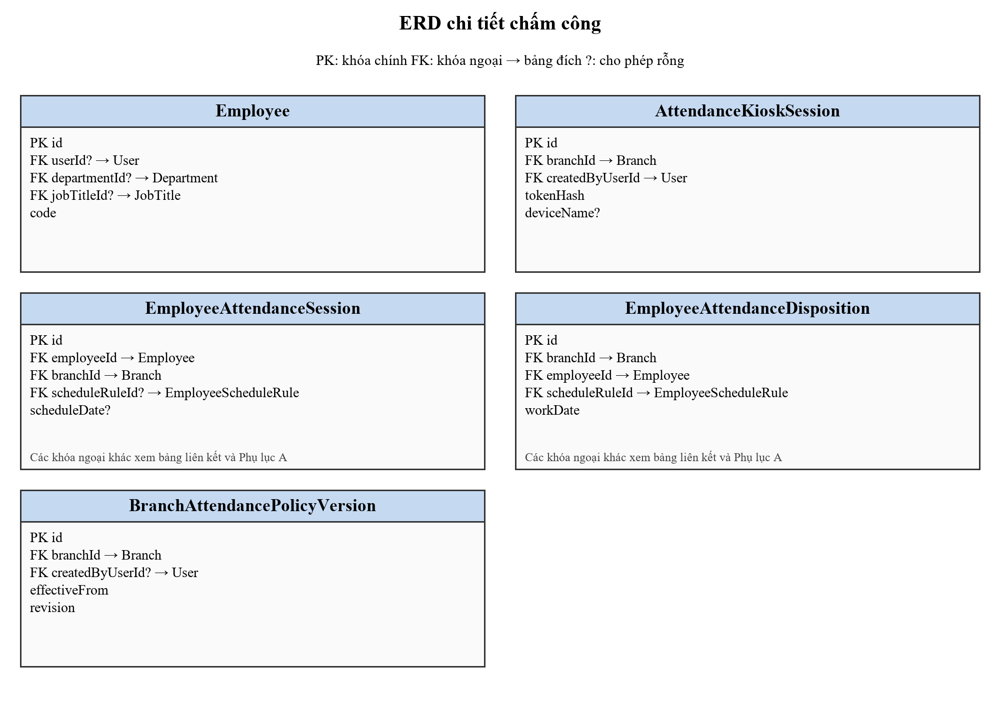 ERD chi tiết chấm công
PK: khóa chính FK: khóa ngoại → bảng đích ?: cho phép rỗng
Employee
PK id
FK userId? → User
FK departmentId? → Department
FK jobTitleId? → JobTitle
code
AttendanceKioskSession
PK id
FK branchId → Branch
FK createdByUserId → User
tokenHash
deviceName?
EmployeeAttendanceSession
PK id
FK employeeId → Employee
FK branchId → Branch
FK scheduleRuleId? → EmployeeScheduleRule
scheduleDate?
Các khóa ngoại khác xem bảng liên kết và Phụ lục A
EmployeeAttendanceDisposition
PK id
FK branchId → Branch
FK employeeId → Employee
FK scheduleRuleId → EmployeeScheduleRule
workDate
Các khóa ngoại khác xem bảng liên kết và Phụ lục A
BranchAttendancePolicyVersion
PK id
FK branchId → Branch
FK createdByUserId? → User
effectiveFrom
revision